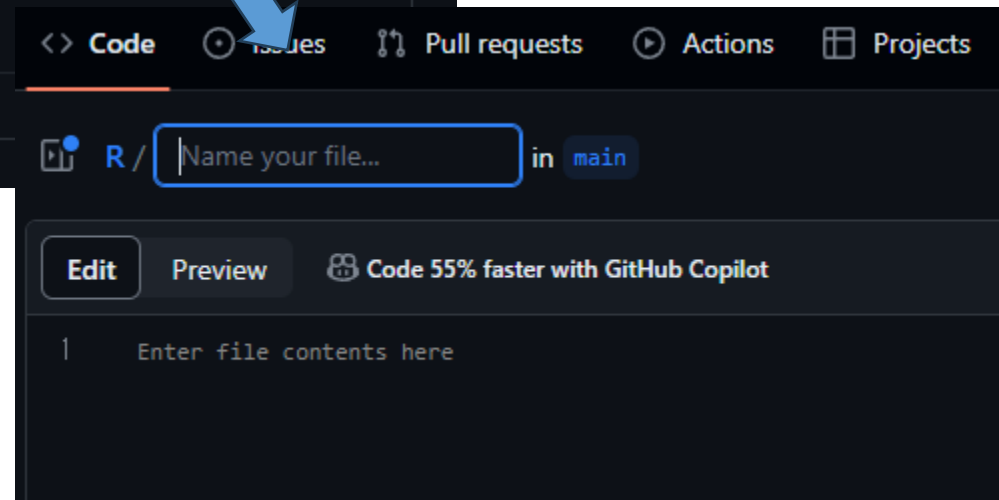 <> Code Issues Pull requests Actions Projects
R / Name your file... in main
Edit Preview Code 55% faster with GitHub Copilot
1 Enter file contents here